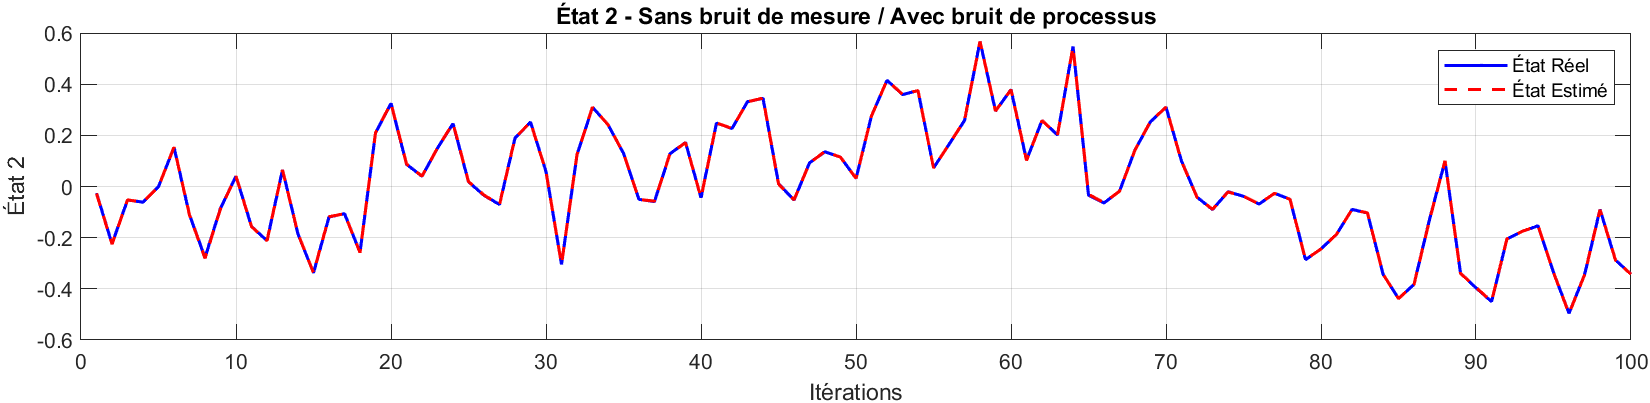 État 2 - Sans bruit de mesure / Avec bruit de processus
État 2
0.6
0.4
0.2
0
-0.2
-0.4
-0.6
État Réel
État Estimé
0 10 20 30 40 50 60 70 80 90 100
Itérations